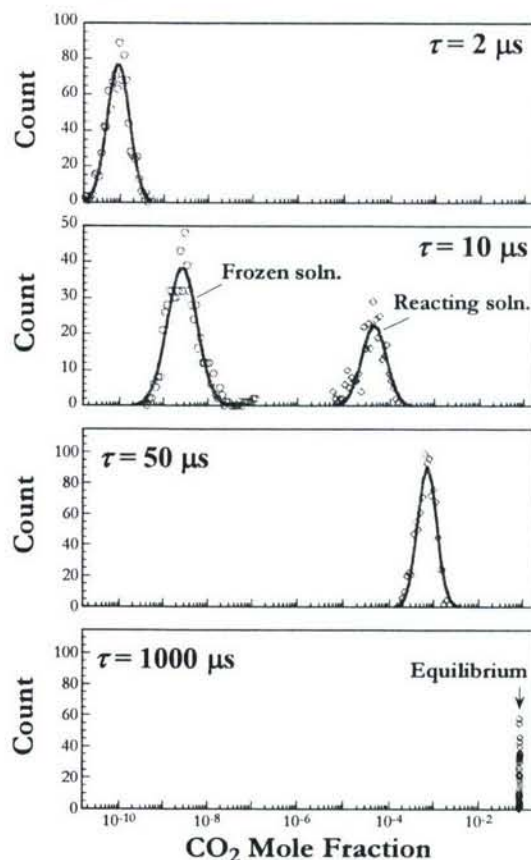 100
80
60
40
20
0
Count
τ = 2 μs
50
40
30
20
10
0
Count
τ = 10 μs
Frozen soln.
Reacting soln.
100
80
60
40
20
0
Count
τ = 50 μs
100
80
60
40
20
0
Count
τ = 1000 μs
Equilibrium
10⁻¹⁰ 10⁻⁸ 10⁻⁶ 10⁻⁴ 10⁻²
CO₂ Mole Fraction